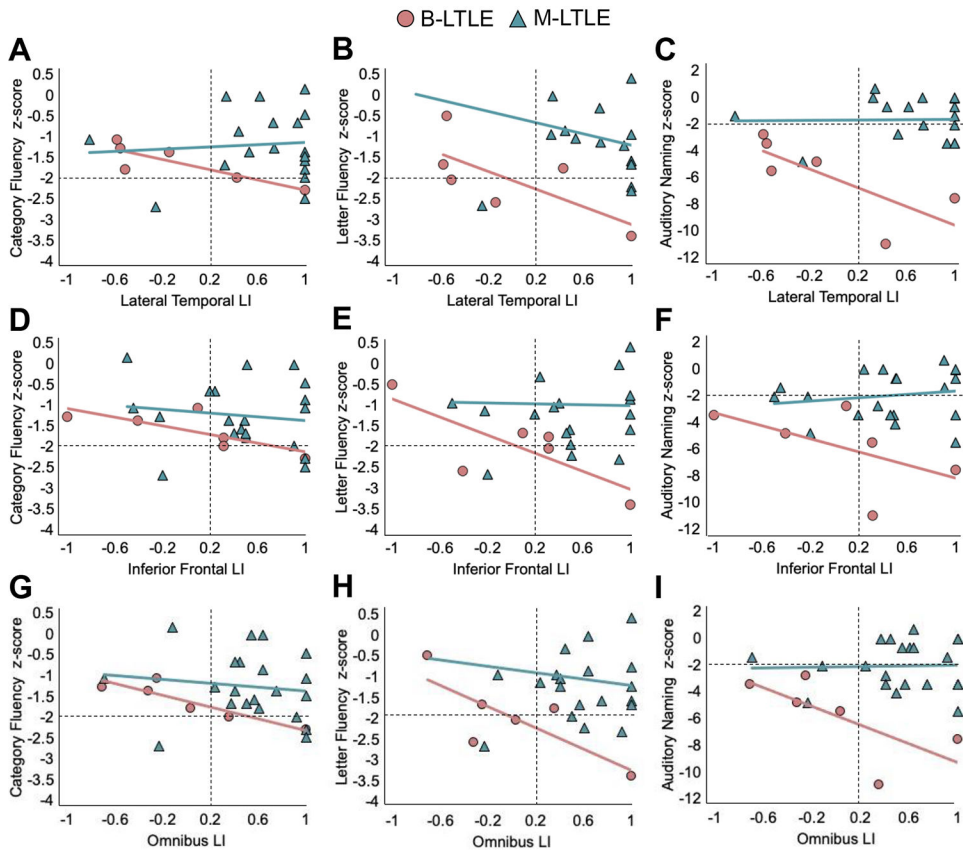 B-LTLE M-LTLE
A
Category Fluency z-score
0.5
0
-0.5
-1
-1.5
-2
-2.5
-3
-3.5
-4
-1 -0.6 -0.2 0.2 0.6 1
Lateral Temporal LI
B
Letter Fluency z-score
0.5
0
-0.5
-1
-1.5
-2
-2.5
-3
-3.5
-4
-1 -0.6 -0.2 0.2 0.6 1
Lateral Temporal LI
C
Auditory Naming z-score
2
0
-2
-4
-6
-8
-10
-12
-1 -0.6 -0.2 0.2 0.6 1
Lateral Temporal LI
D
Category Fluency z-score
0.5
0
-0.5
-1
-1.5
-2
-2.5
-3
-3.5
-4
-1 -0.6 -0.2 0.2 0.6 1
Inferior Frontal LI
E
Letter Fluency z-score
0.5
0
-0.5
-1
-1.5
-2
-2.5
-3
-3.5
-4
-1 -0.6 -0.2 0.2 0.6 1
Inferior Frontal LI
F
Auditory Naming z-score
2
0
-2
-4
-6
-8
-10
-12
-1 -0.6 -0.2 0.2 0.6 1
Inferior Frontal LI
G
Category Fluency z-score
0.5
0
-0.5
-1
-1.5
-2
-2.5
-3
-3.5
-4
-1 -0.6 -0.2 0.2 0.6 1
Omnibus LI
H
Letter Fluency z-score
0.5
0
-0.5
-1
-1.5
-2
-2.5
-3
-3.5
-4
-1 -0.6 -0.2 0.2 0.6 1
Omnibus LI
I
Auditory Naming z-score
2
0
-2
-4
-6
-8
-10
-12
-1 -0.6 -0.2 0.2 0.6 1
Omnibus LI